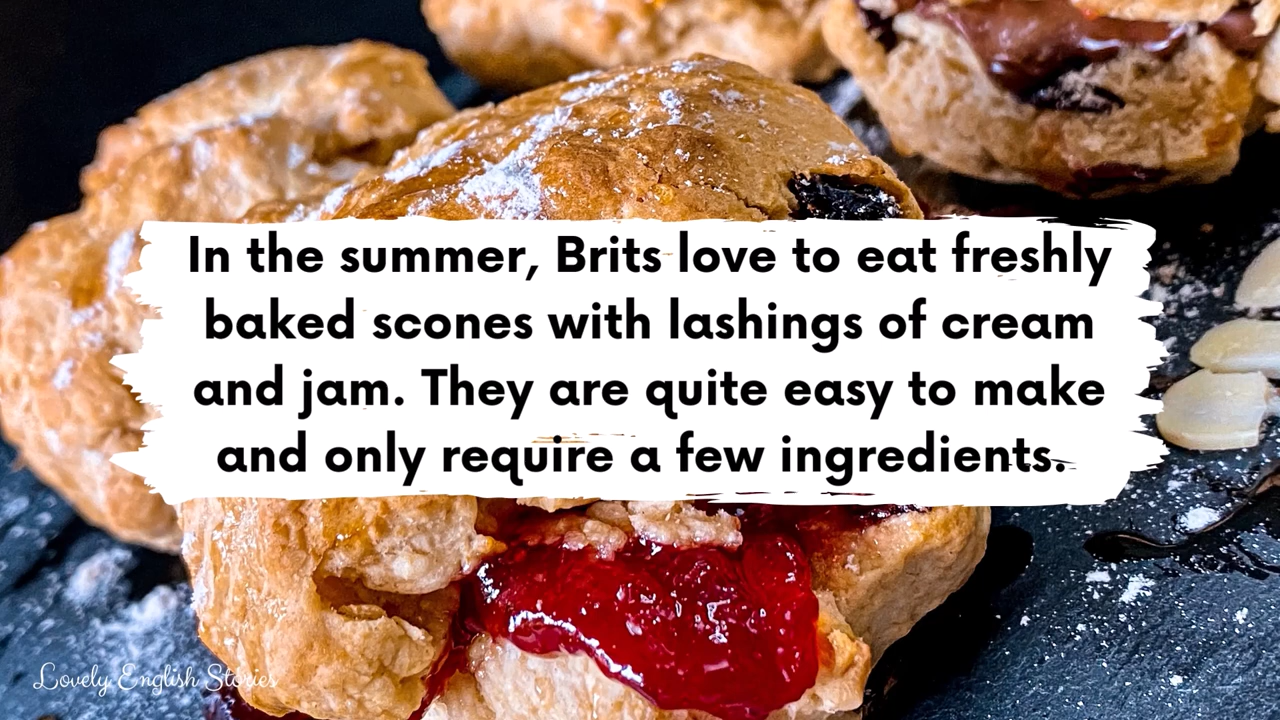 In the summer, Brits love to eat freshly
baked scones with lashings of cream
and jam. They are quite easy to make
and only require a few ingredients.
Lovely English Stories